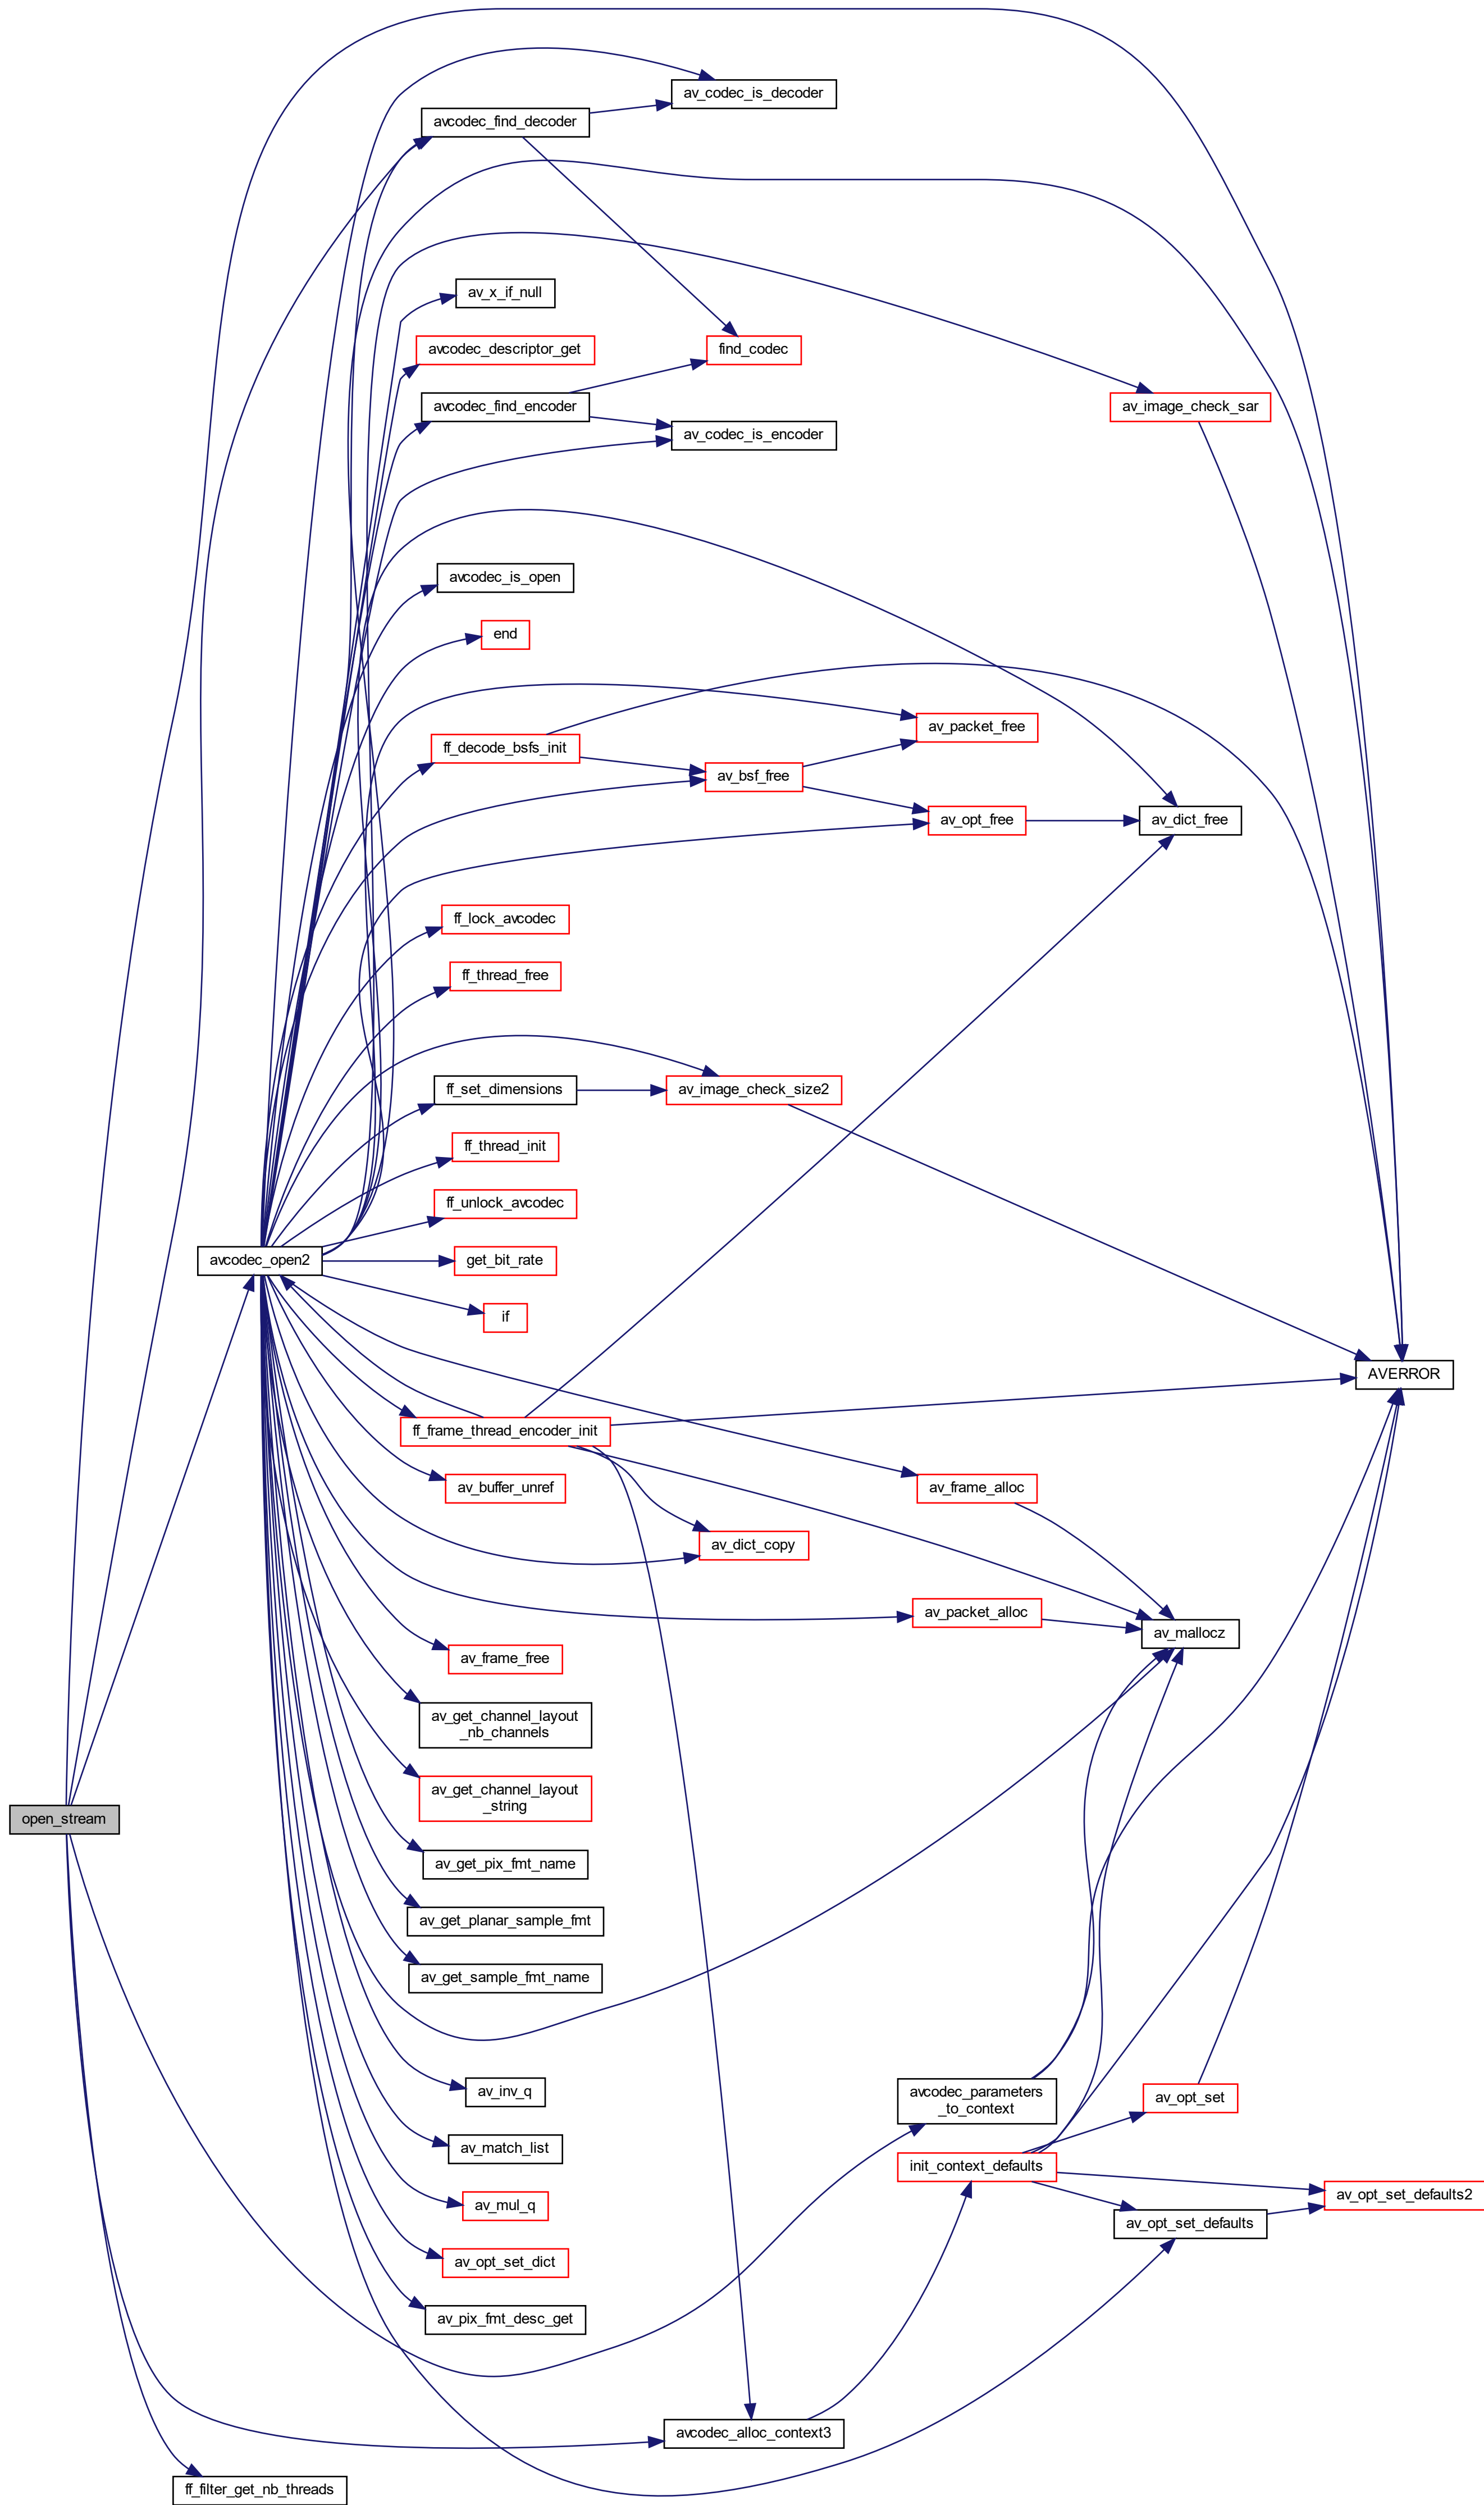 av_codec_is_decoder
avcodec_find_decoder
av_x_if_null
avcodec_descriptor_get
find_codec
avcodec_find_encoder
av_image_check_sar
av_codec_is_encoder
avcodec_is_open
end
av_packet_free
ff_decode_bsfs_init
av_bsf_free
av_opt_free
av_dict_free
ff_lock_avcodec
ff_thread_free
ff_set_dimensions
av_image_check_size2
ff_thread_init
ff_unlock_avcodec
avcodec_open2
get_bit_rate
if
AVERROR
ff_frame_thread_encoder_init
av_buffer_unref
av_frame_alloc
av_dict_copy
av_packet_alloc
av_mallocz
av_frame_free
av_get_channel_layout
_nb_channels
av_get_channel_layout
_string
open_stream
av_get_pix_fmt_name
av_get_planar_sample_fmt
av_get_sample_fmt_name
av_inv_q
avcodec_parameters
_to_context
av_opt_set
av_match_list
init_context_defaults
av_mul_q
av_opt_set_defaults2
av_opt_set_defaults
av_opt_set_dict
av_pix_fmt_desc_get
avcodec_alloc_context3
ff_filter_get_nb_threads